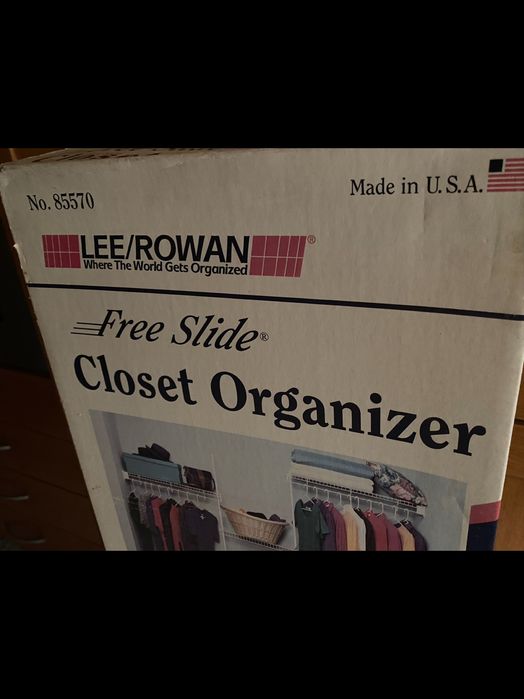 No. 85570
Made in U.S.A.
LEE/ROWAN®
Where The World Gets Organized
Free Slide®
Closet Organizer